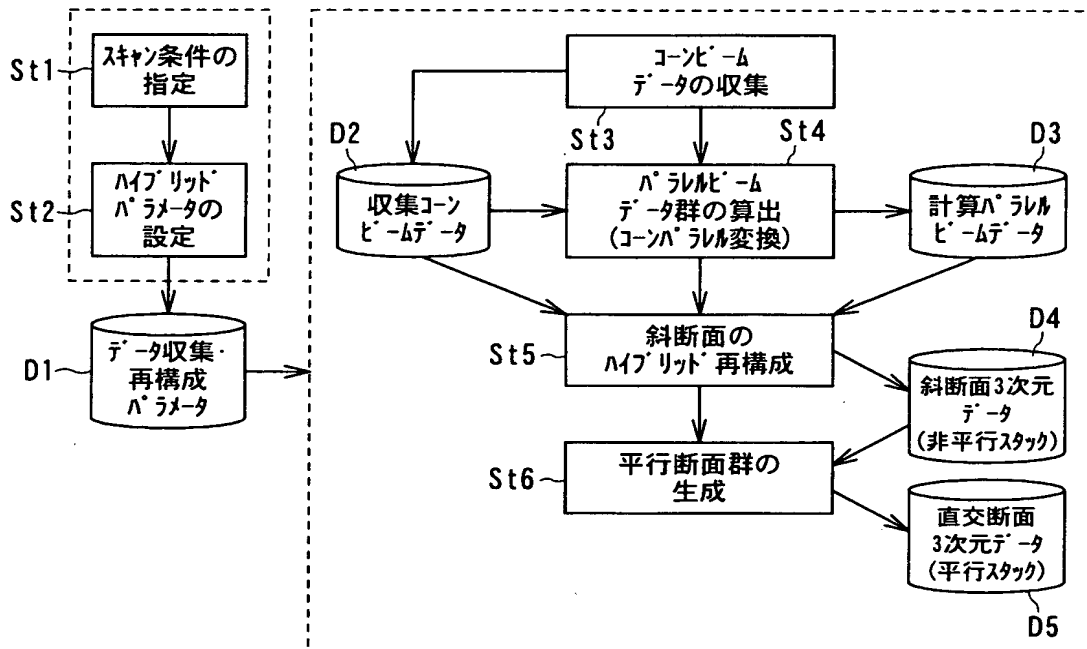 St1
スキャン条件の
指定
St2
ハイブリッド
パラメータの
設定
D1
データ収集・
再構成
パラメータ
コーンビーム
データの収集
St3
St4
D2
収集コーン
ビームデータ
パラレルビーム
データ群の算出
(コーンパラレル変換)
D3
計算パラレル
ビームデータ
St5
斜断面の
ハイブリッド再構成
D4
斜断面3次元
データ
(非平行スタック)
St6
平行断面群の
生成
直交断面
3次元データ
(平行スタック)
D5